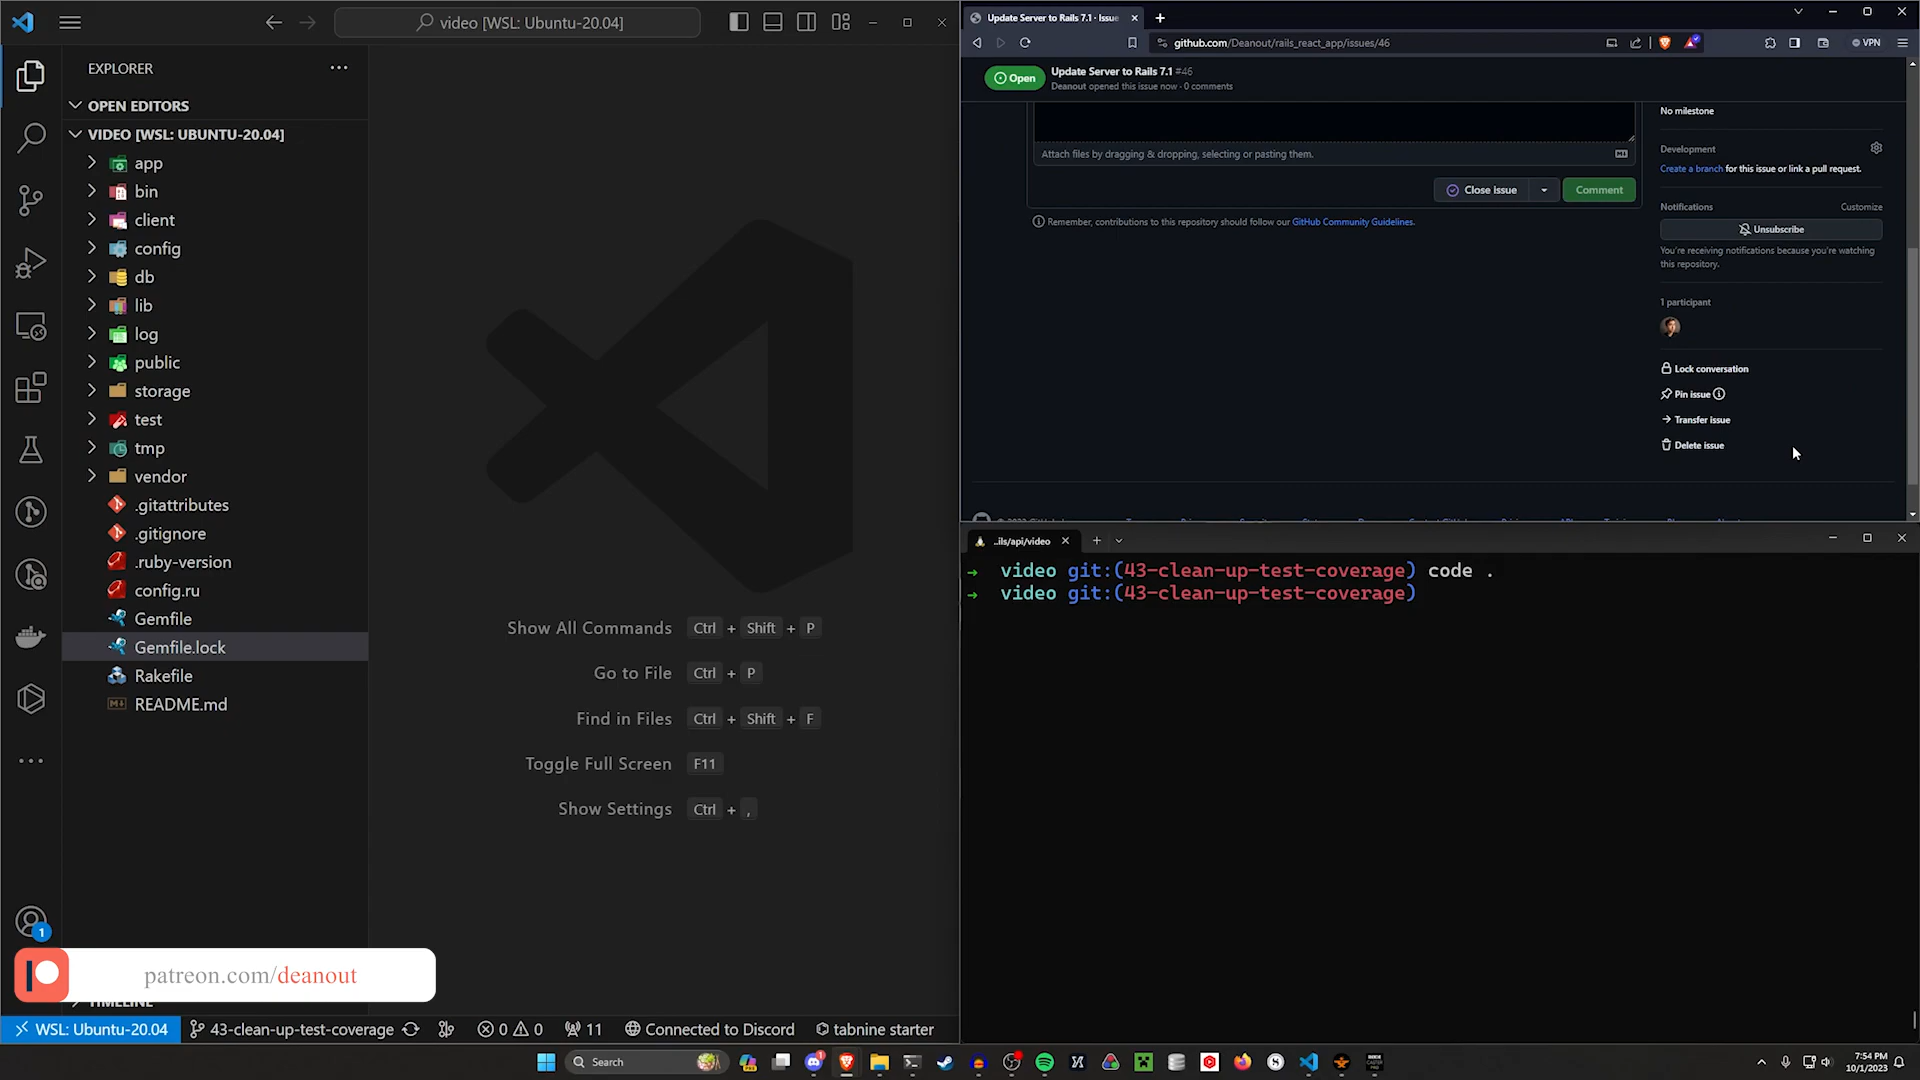 video [WSL: Ubuntu-20.04]
EXPLORER
OPEN EDITORS
VIDEO [WSL: UBUNTU-20.04]
app
bin
client
config
db
lib
log
public
storage
test
tmp
vendor
.gitattributes
.gitignore
.ruby-version
config.ru
Gemfile
Gemfile.lock
Rakefile
README.md
Show All Commands Ctrl + Shift + P
Go to File Ctrl + P
Find in Files Ctrl + Shift + F
Toggle Full Screen F11
Show Settings Ctrl + ,
1
patreon.com/deanout
TIMELINE
WSL: Ubuntu-20.04 43-clean-up-test-coverage 0 0 11 Connected to Discord tabnine starter
Update Server to Rails 7.1 · Issue
github.com/Deanout/rails_react_app/issues/46
VPN
Open
Update Server to Rails 7.1 #46
Deanout opened this issue now · 0 comments
No milestone
Attach files by dragging & dropping, selecting or pasting them.
Development
Create a branch for this issue or link a pull request.
Close issue
Comment
Remember, contributions to this repository should follow our GitHub Community Guidelines.
Notifications Customize
Unsubscribe
You're receiving notifications because you're watching
this repository.
1 participant
Lock conversation
Pin issue
Transfer issue
Delete issue
..ils/api/video
→ video git:(43-clean-up-test-coverage) code .
→ video git:(43-clean-up-test-coverage)
Search
7:54 PM
10/1/2023